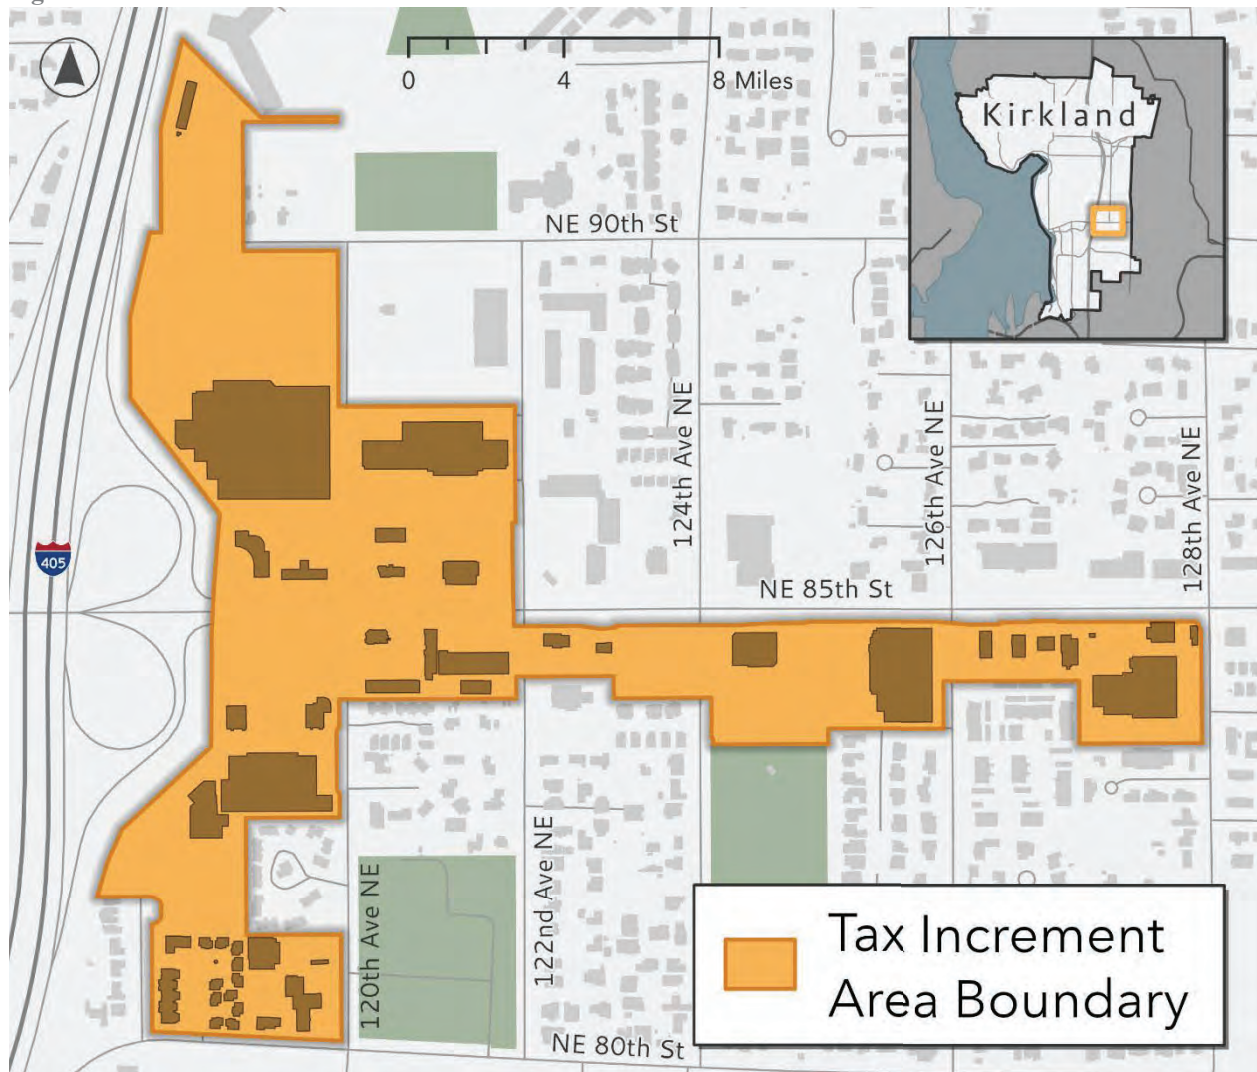 0 4 8 Miles
Kirkland
NE 90th St
124th Ave NE
126th Ave NE
128th Ave NE
405
NE 85th St
120th Ave NE
122nd Ave NE
NE 80th St
Tax Increment
Area Boundary